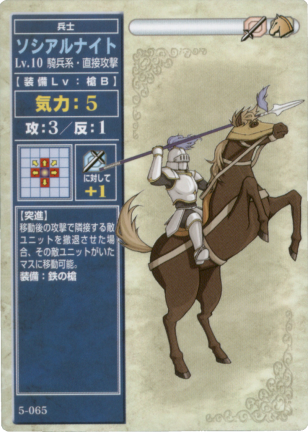 兵士
ソシアルナイト
Lv.10 騎兵系・直接攻撃
【装備Lv：槍B】
気力：5
攻：3／反：1
に対して
+1
【突進】
移動後の攻撃で隣接する敵
ユニットを撤退させた場
合、その敵ユニットがいた
マスに移動可能。
装備：鉄の槍
5-065